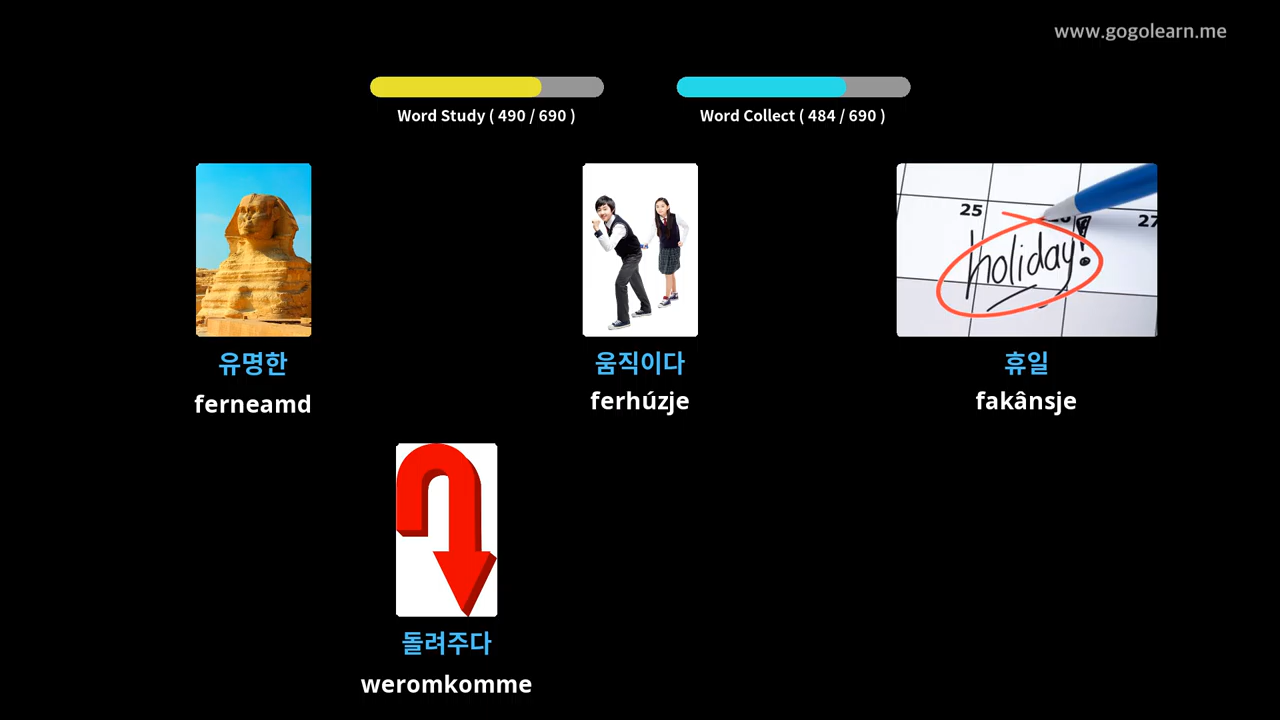 www.gogolearn.me
Word Study ( 490 / 690 )
Word Collect ( 484 / 690 )
25
27
holiday!
유명한
ferneamd
움직이다
ferhúzje
휴일
fakânsje
돌려주다
weromkomme